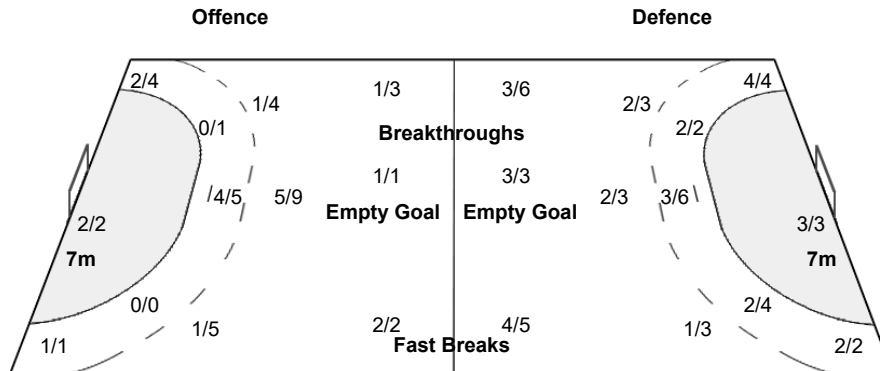 Offence Defence
2/4 1/3 3/6 4/4
1/4 2/3
0/1 Breakthroughs 2/2
1/1 3/3
4/5 5/9 2/3 3/6
Empty Goal Empty Goal
2/2 3/3
7m 7m
0/0 2/4
1/5 2/2 4/5 1/3
1/1 Fast Breaks 2/2